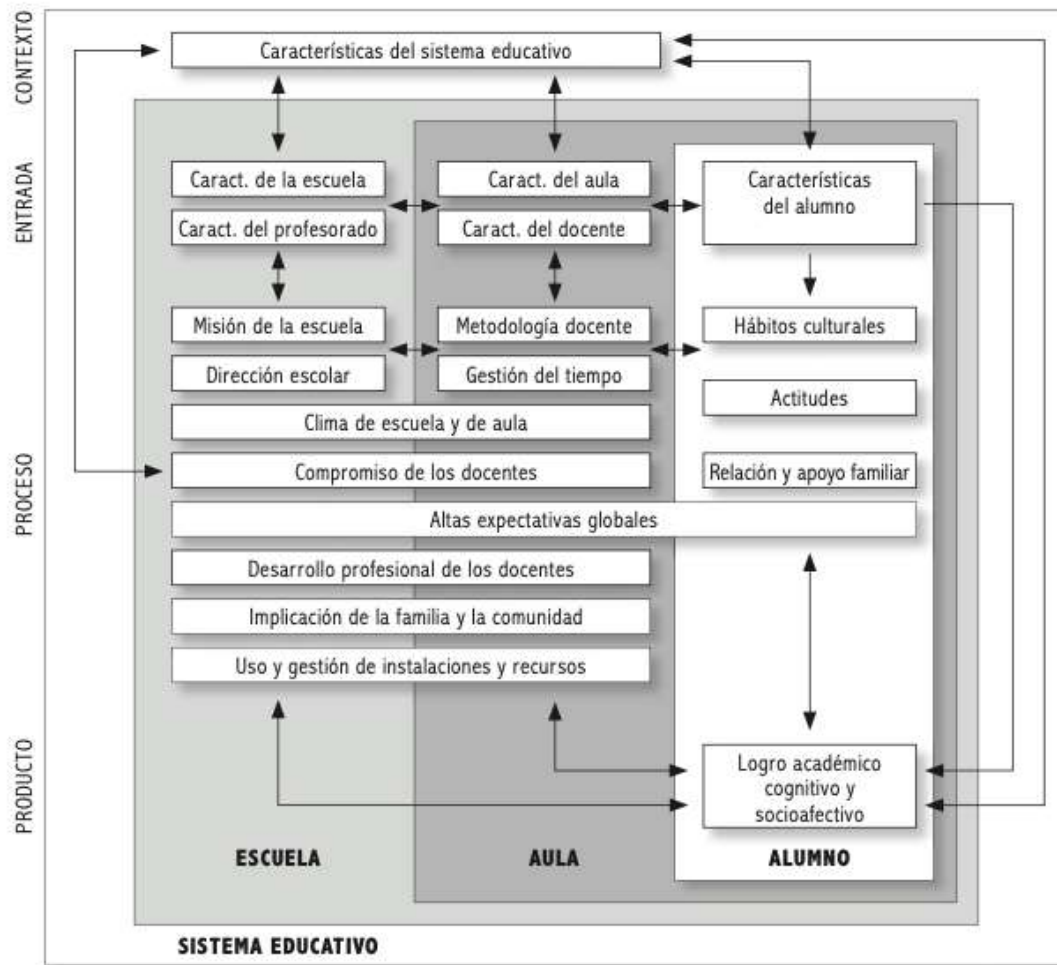 CONTEXTO
Características del sistema educativo
ENTRADA
Caract. de la escuela
Caract. del aula
Características
del alumno
Caract. del profesorado
Caract. del docente
PROCESO
Misión de la escuela
Metodología docente
Hábitos culturales
Dirección escolar
Gestión del tiempo
Actitudes
Clima de escuela y de aula
Compromiso de los docentes
Relación y apoyo familiar
Altas expectativas globales
Desarrollo profesional de los docentes
Implicación de la familia y la comunidad
Uso y gestión de instalaciones y recursos
PRODUCTO
Logro académico
cognitivo y
socioafectivo
ESCUELA
AULA
ALUMNO
SISTEMA EDUCATIVO